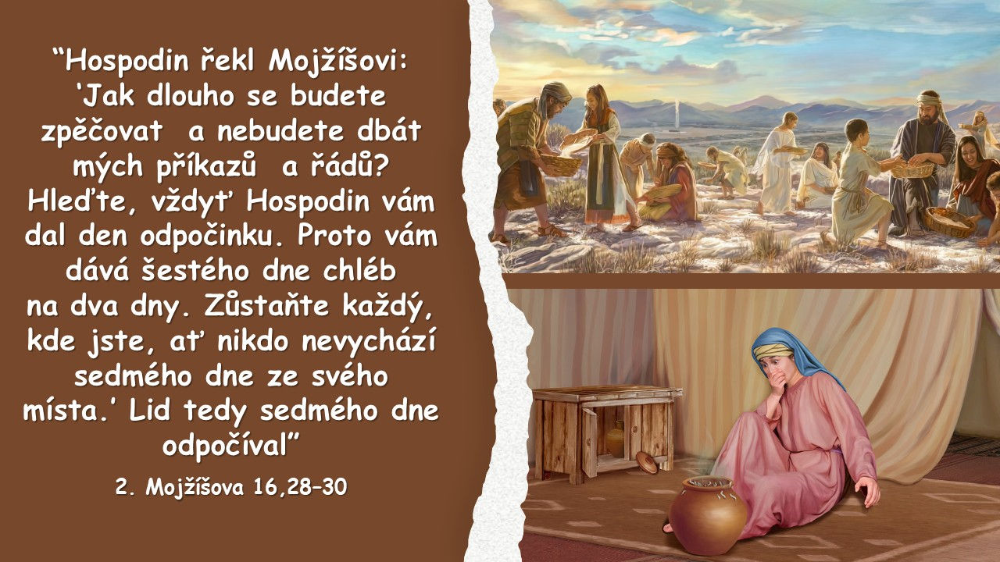 “Hospodin řekl Mojžíšovi:
‘Jak dlouho se budete
zpěčovat  a nebudete dbát
mých příkazů  a řádů?
Hleďte, vždyť Hospodin vám
dal den odpočinku. Proto vám
dává šestého dne chléb
na dva dny. Zůstaňte každý,
kde jste, ať nikdo nevychází
sedmého dne ze svého
místa.’ Lid tedy sedmého dne
odpočíval”
2. Mojžíšova 16,28–30